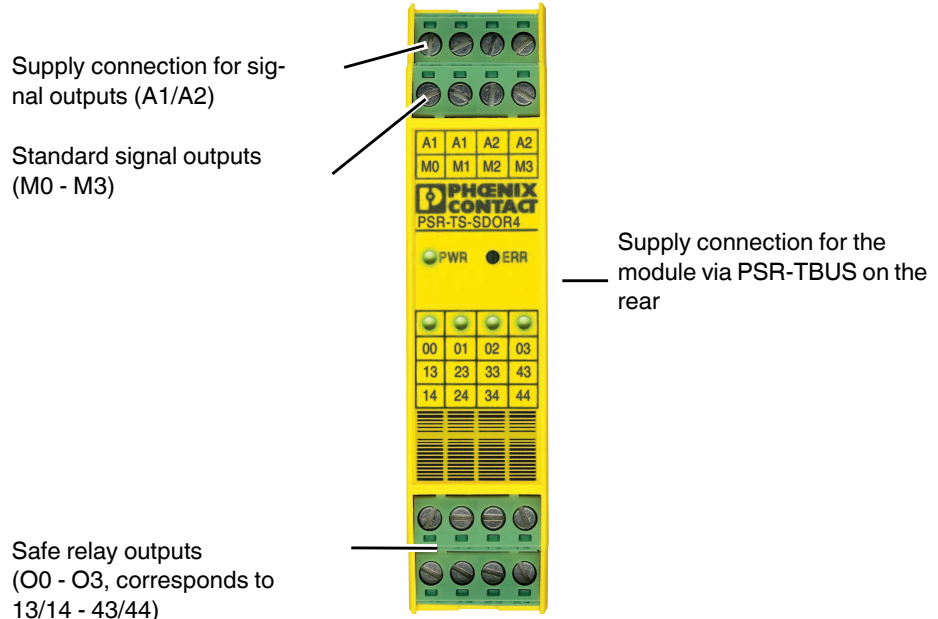 Supply connection for sig-
nal outputs (A1/A2)
Standard signal outputs
(M0 - M3)
A1 A1 A2 A2
M0 M1 M2 M3
PHŒNIX
CONTACT
PSR-TS-SDOR4
PWR ERR
Supply connection for the
module via PSR-TBUS on the
rear
00 01 02 03
13 23 33 43
14 24 34 44
Safe relay outputs
(O0 - O3, corresponds to
13/14 - 43/44)